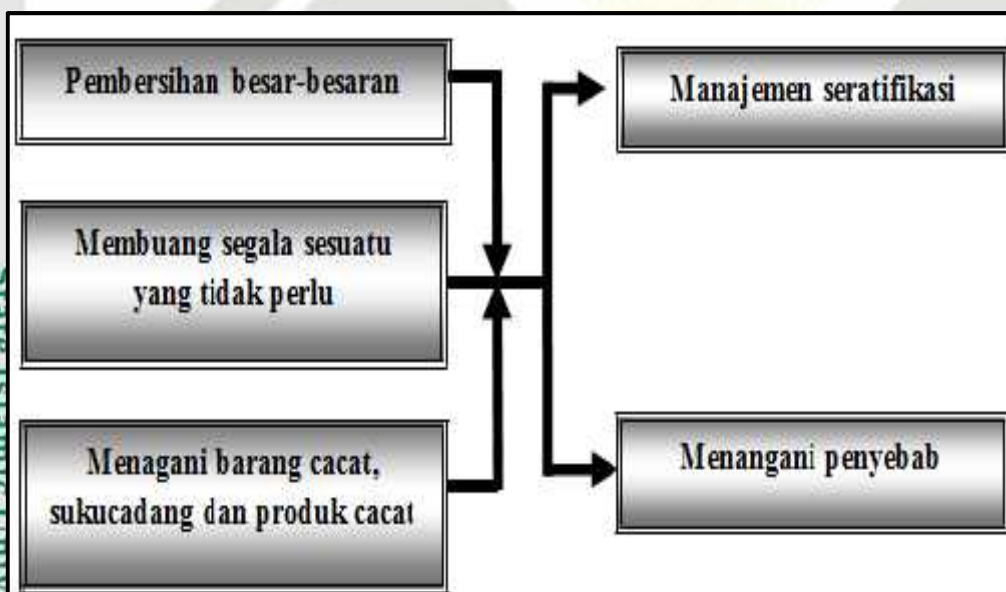 Pembersihan besar-besaran
Membuang segala sesuatu
yang tidak perlu
Menagani barang cacat,
sukucadang dan produk cacat
Manajemen seratifikasi
Menangani penyebab